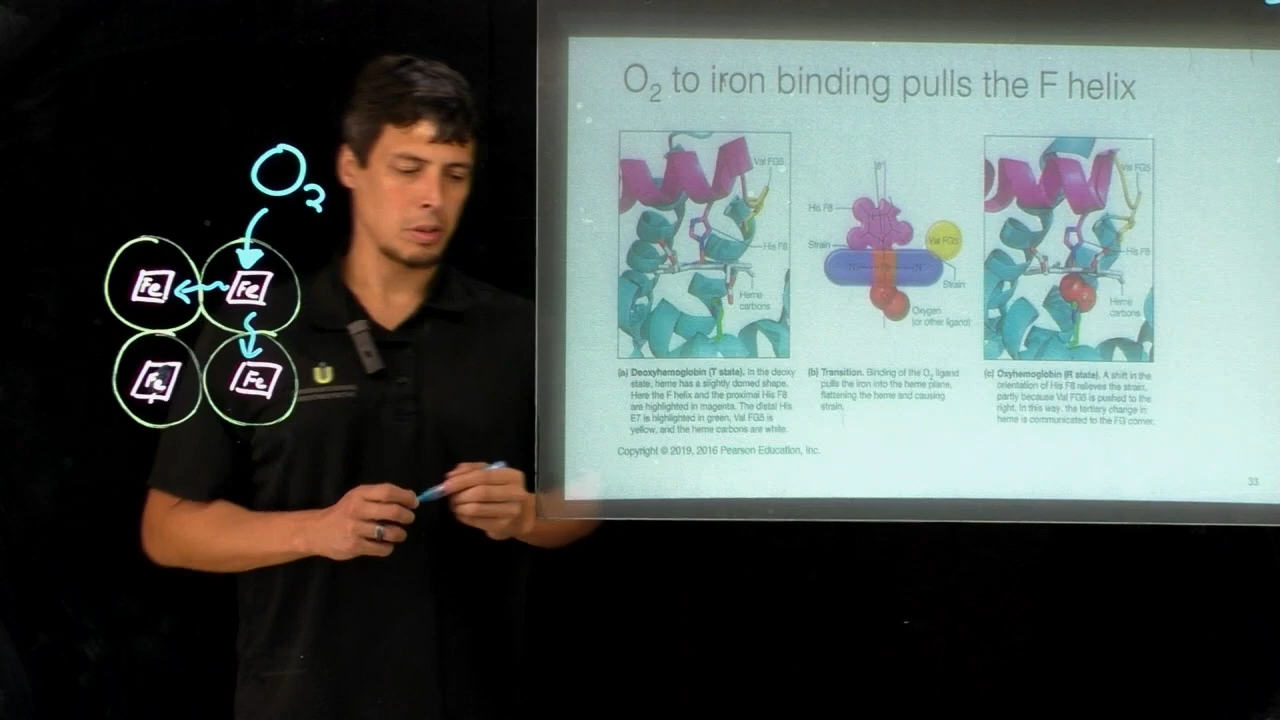 O2
Fe Fe
Fe Fe
U
O2 to iron binding pulls the F helix
Val FG5
His F8
Heme
carbons
His F8
Strain
Val FG5
N
N
Strain
Oxygen
(or other ligand)
Val FG5
His F8
Heme
carbons
(a) Deoxyhemoglobin (T state). In the deoxy
state, heme has a slightly domed shape.
Here the F helix and the proximal His F8
are highlighted in magenta. The distal His
E7 is highlighted in green, Val FG5 is
yellow, and the heme carbons are white.
(b) Transition. Binding of the O2 ligand
pulls the iron into the heme plane,
flattening the heme and causing
strain.
(c) Oxyhemoglobin (R state). A shift in the
orientation of His F8 relieves the strain,
partly because Val FG5 is pushed to the
right. In this way, the tertiary change in
heme is communicated to the FG corner.
Copyright © 2019, 2016 Pearson Education, Inc.
33